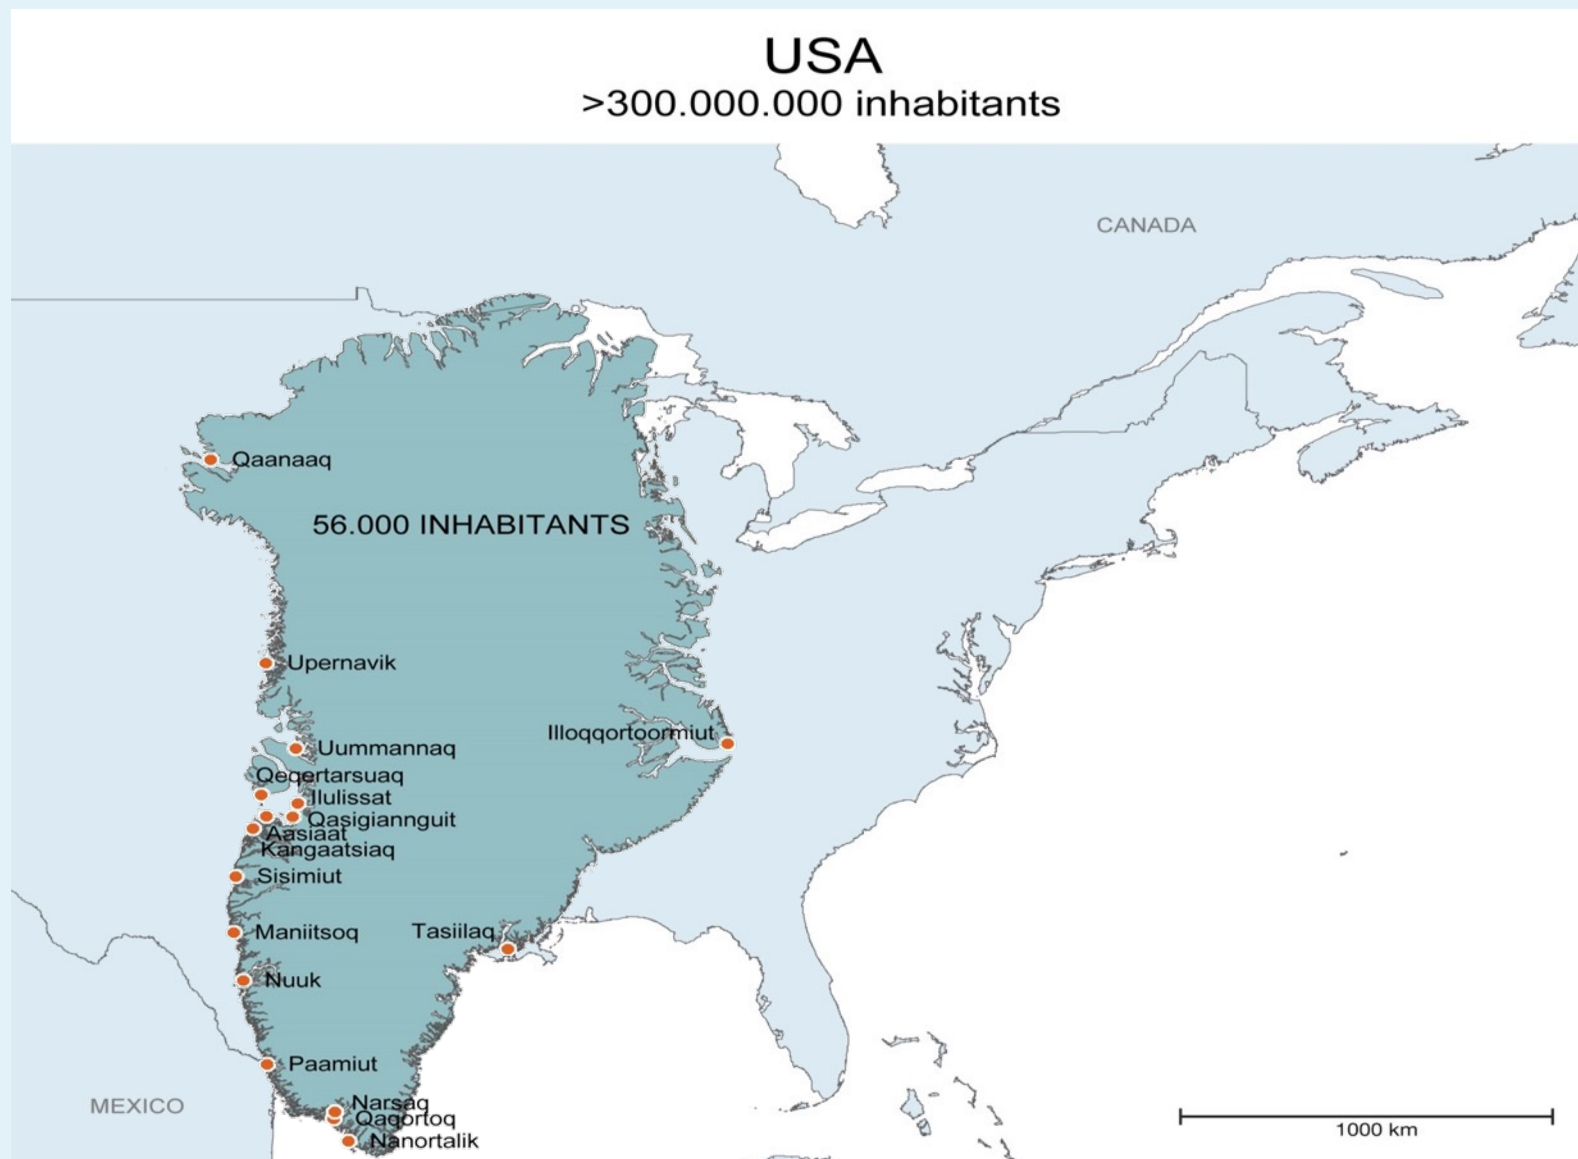 USA
>300.000.000 inhabitants
CANADA
Qaanaaq
56.000 INHABITANTS
Upernavik
Illoqqortoormiut
Uummannaq
Qeqertarsuaq
Ilulissat
Qasigiannguit
Aasiaat
Kangaatsiaq
Sisimiut
Maniitsoq
Tasiilaq
Nuuk
Paamiut
MEXICO
Narsaq
Qaqortoq
1000 km
Nanortalik